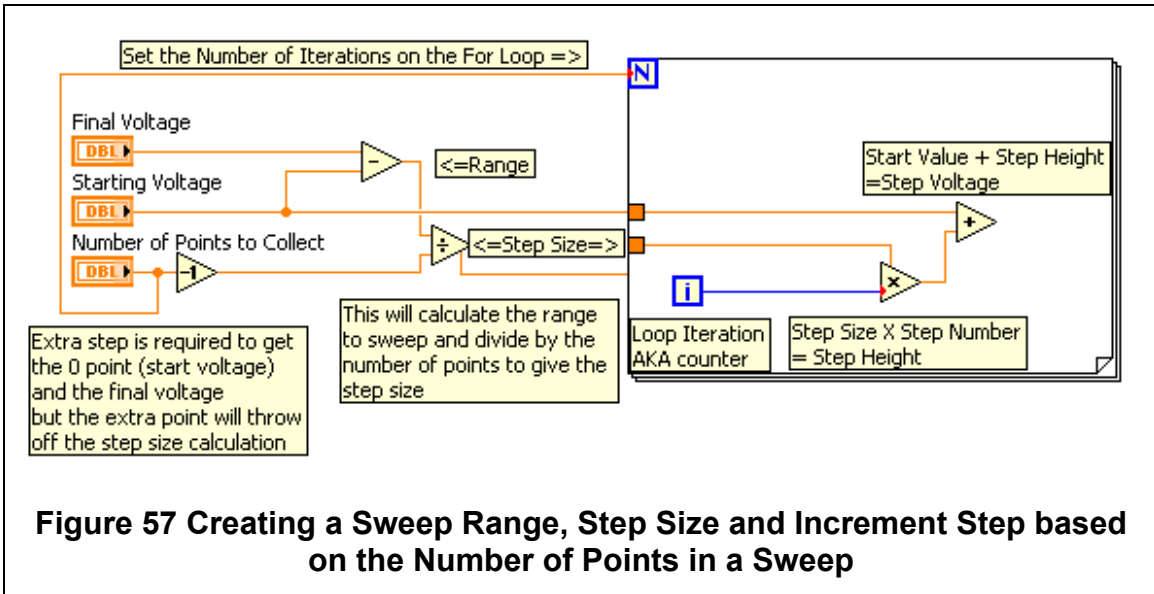 Set the Number of Iterations on the For Loop =>
N
Final Voltage
DBL
-
<=Range
Starting Voltage
DBL
Number of Points to Collect
DBL
-1
÷
<=Step Size=>
Start Value + Step Height
=Step Voltage
+
i
x
Extra step is required to get
the 0 point (start voltage)
and the final voltage
but the extra point will throw
off the step size calculation
This will calculate the range
to sweep and divide by the
number of points to give the
step size
Loop Iteration
AKA counter
Step Size X Step Number
= Step Height
Figure 57 Creating a Sweep Range, Step Size and Increment Step based
on the Number of Points in a Sweep